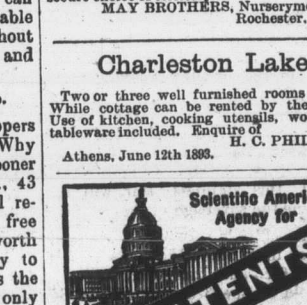 can
able
hout
and
ppers
Why
ooner
., 43
l re-
free
worth
y to
s the
only
MAY BROTHERS, Nurserym
Rochester.
Charleston Lake
Two or three well furnished rooms
While cottage can be rented by the
Use of kitchen, cooking utensils, wo
tableware included. Enquire of
H. C. PHIL
Athens, June 12th 1893.
Scientific Ameri
Agency for
TENTS